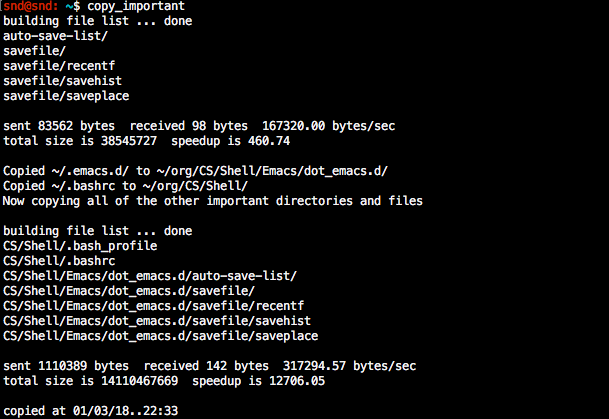 [snd@snd: ~$ copy_important
building file list ... done
auto-save-list/
savefile/
savefile/recentf
savefile/savehist
savefile/saveplace
sent 83562 bytes  received 98 bytes  167320.00 bytes/sec
total size is 38545727  speedup is 460.74
Copied ~/.emacs.d/ to ~/org/CS/Shell/Emacs/dot_emacs.d/
Copied ~/.bashrc to ~/org/CS/Shell/
Now copying all of the other important directories and files
building file list ... done
CS/Shell/.bash_profile
CS/Shell/.bashrc
CS/Shell/Emacs/dot_emacs.d/auto-save-list/
CS/Shell/Emacs/dot_emacs.d/savefile/
CS/Shell/Emacs/dot_emacs.d/savefile/recentf
CS/Shell/Emacs/dot_emacs.d/savefile/savehist
CS/Shell/Emacs/dot_emacs.d/savefile/saveplace
sent 1110389 bytes  received 142 bytes  317294.57 bytes/sec
total size is 14110467669  speedup is 12706.05
copied at 01/03/18..22:33